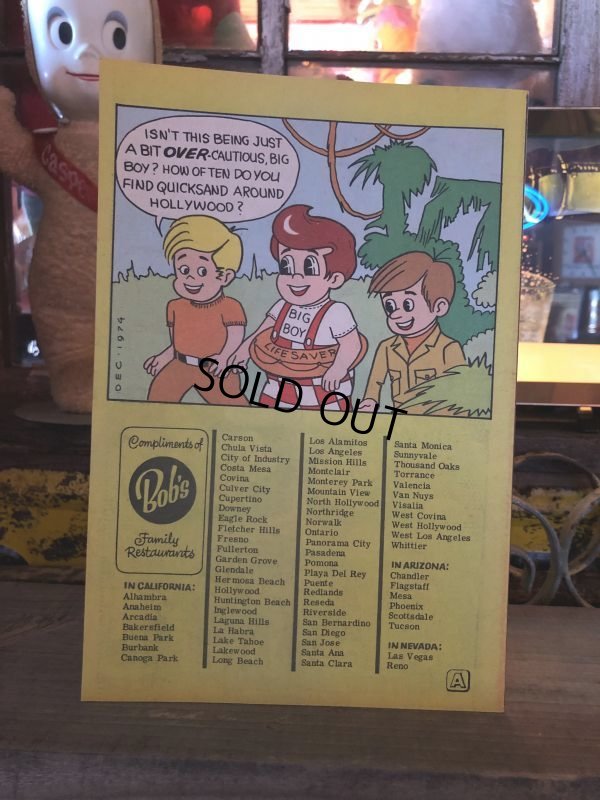 ISN'T THIS BEING JUST
A BIT OVER-CAUTIOUS, BIG
BOY? HOW OFTEN DO YOU
FIND QUICKSAND AROUND
HOLLYWOOD?
Casper
BIG
BOY
LIFE SAVER
DEC · 1974
SOLD OUT
Compliments of
Bob's
Family
Restaurants
IN CALIFORNIA:
Alhambra
Anaheim
Arcadia
Bakersfield
Buena Park
Burbank
Canoga Park
Carson
Chula Vista
City of Industry
Costa Mesa
Covina
Culver City
Cupertino
Downey
Eagle Rock
Fletcher Hills
Fresno
Fullerton
Garden Grove
Glendale
Hermosa Beach
Hollywood
Huntington Beach
Inglewood
Laguna Hills
La Habra
Lake Tahoe
Lakewood
Long Beach
Los Alamitos
Los Angeles
Mission Hills
Montclair
Monterey Park
Mountain View
North Hollywood
Northridge
Norwalk
Ontario
Panorama City
Pasadena
Pomona
Playa Del Rey
Puente
Redlands
Reseda
Riverside
San Bernardino
San Diego
San Jose
Santa Ana
Santa Clara
Santa Monica
Sunnyvale
Thousand Oaks
Torrance
Valencia
Van Nuys
Visalia
West Covina
West Hollywood
West Los Angeles
Whittier
IN ARIZONA:
Chandler
Flagstaff
Mesa
Phoenix
Scottsdale
Tucson
IN NEVADA:
Las Vegas
Reno
A